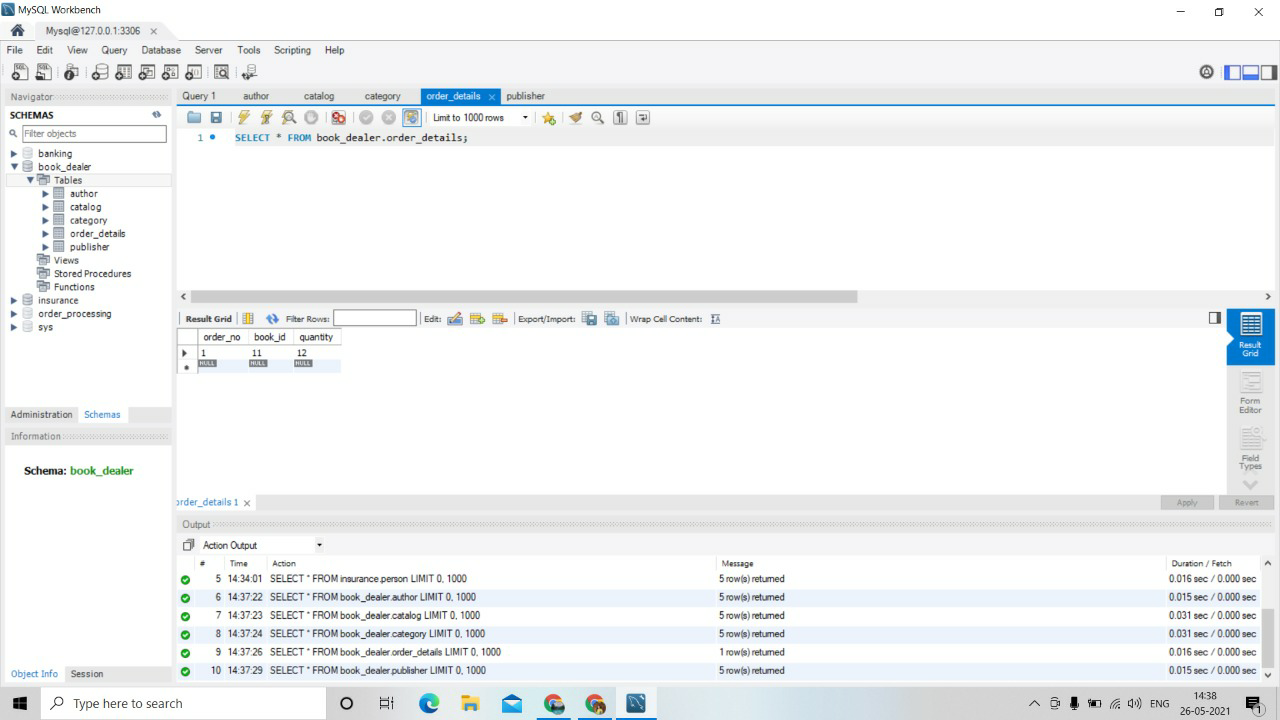 MySQL Workbench
Mysql@127.0.0.1:3306
File Edit View Query Database Server Tools Scripting Help
Navigator
SCHEMAS
Filter objects
banking
book_dealer
Tables
author
catalog
category
order_details
publisher
Views
Stored Procedures
Functions
insurance
order_processing
sys
Administration Schemas
Information
Schema: book_dealer
Object Info Session
Query 1 author catalog category order_details publisher
Limit to 1000 rows
1 SELECT * FROM book_dealer.order_details;
Result Grid Filter Rows: Edit: Export/Import: Wrap Cell Content:
order_no book_id quantity
1 11 12
NULL NULL NULL
Result Grid
Form Editor
Field Types
order_details 1
Apply Revert
Output
Action Output
# Time Action Message Duration / Fetch
5 14:34:01 SELECT * FROM insurance.person LIMIT 0, 1000 5 row(s) returned 0.016 sec / 0.000 sec
6 14:37:22 SELECT * FROM book_dealer.author LIMIT 0, 1000 5 row(s) returned 0.015 sec / 0.000 sec
7 14:37:23 SELECT * FROM book_dealer.catalog LIMIT 0, 1000 5 row(s) returned 0.031 sec / 0.000 sec
8 14:37:24 SELECT * FROM book_dealer.category LIMIT 0, 1000 5 row(s) returned 0.031 sec / 0.000 sec
9 14:37:26 SELECT * FROM book_dealer.order_details LIMIT 0, 1000 1 row(s) returned 0.016 sec / 0.000 sec
10 14:37:29 SELECT * FROM book_dealer.publisher LIMIT 0, 1000 5 row(s) returned 0.015 sec / 0.000 sec
Type here to search
ENG
14:38
26-05-2021
1